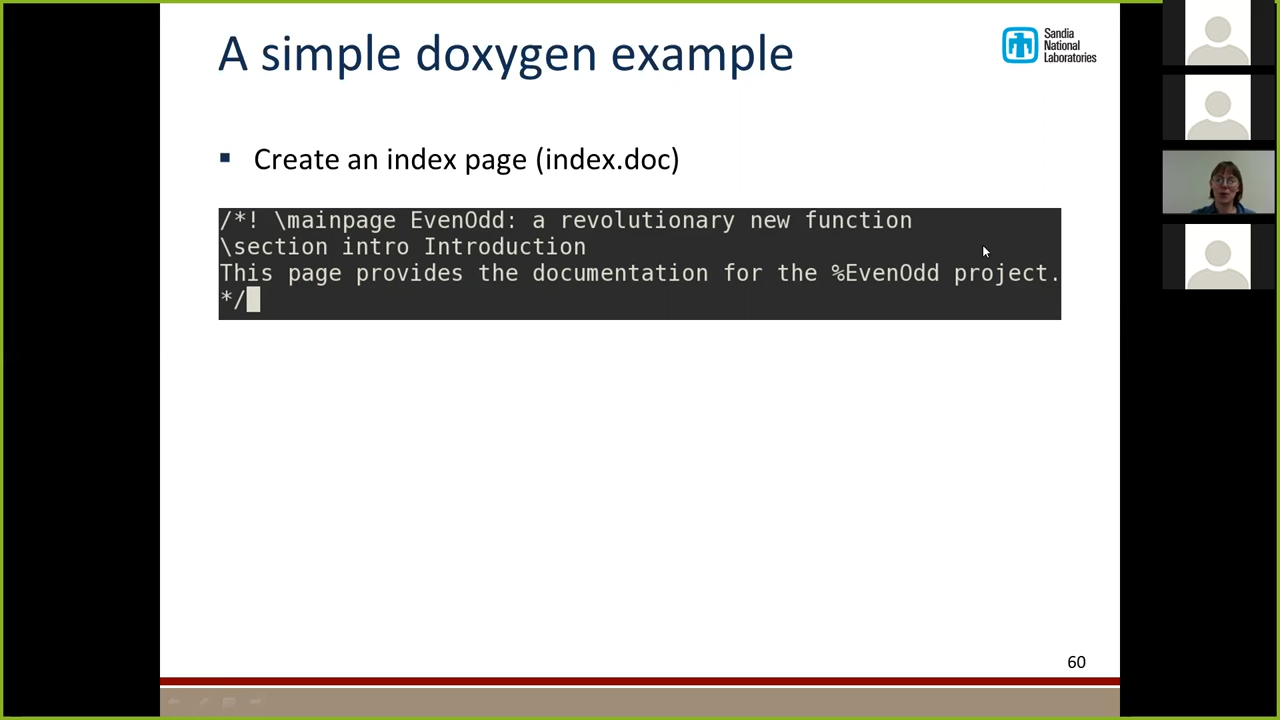 A simple doxygen example
Sandia
National
Laboratories
▪ Create an index page (index.doc)
/*! \mainpage EvenOdd: a revolutionary new function
\section intro Introduction
This page provides the documentation for the %EvenOdd project.
*/
60